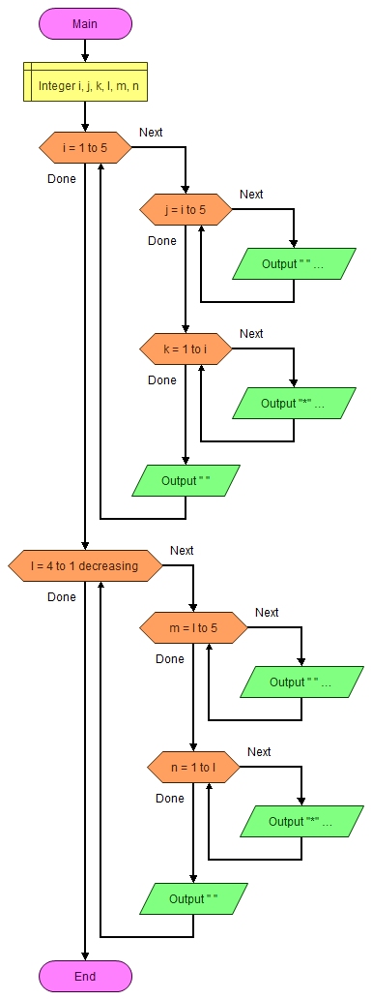 Main
Integer i, j, k, l, m, n
i = 1 to 5
Next
Done
j = i to 5
Next
Done
Output " " ...
k = 1 to i
Next
Done
Output "*" ...
Output " "
l = 4 to 1 decreasing
Next
Done
m = l to 5
Next
Done
Output " " ...
n = 1 to l
Next
Done
Output "*" ...
Output " "
End